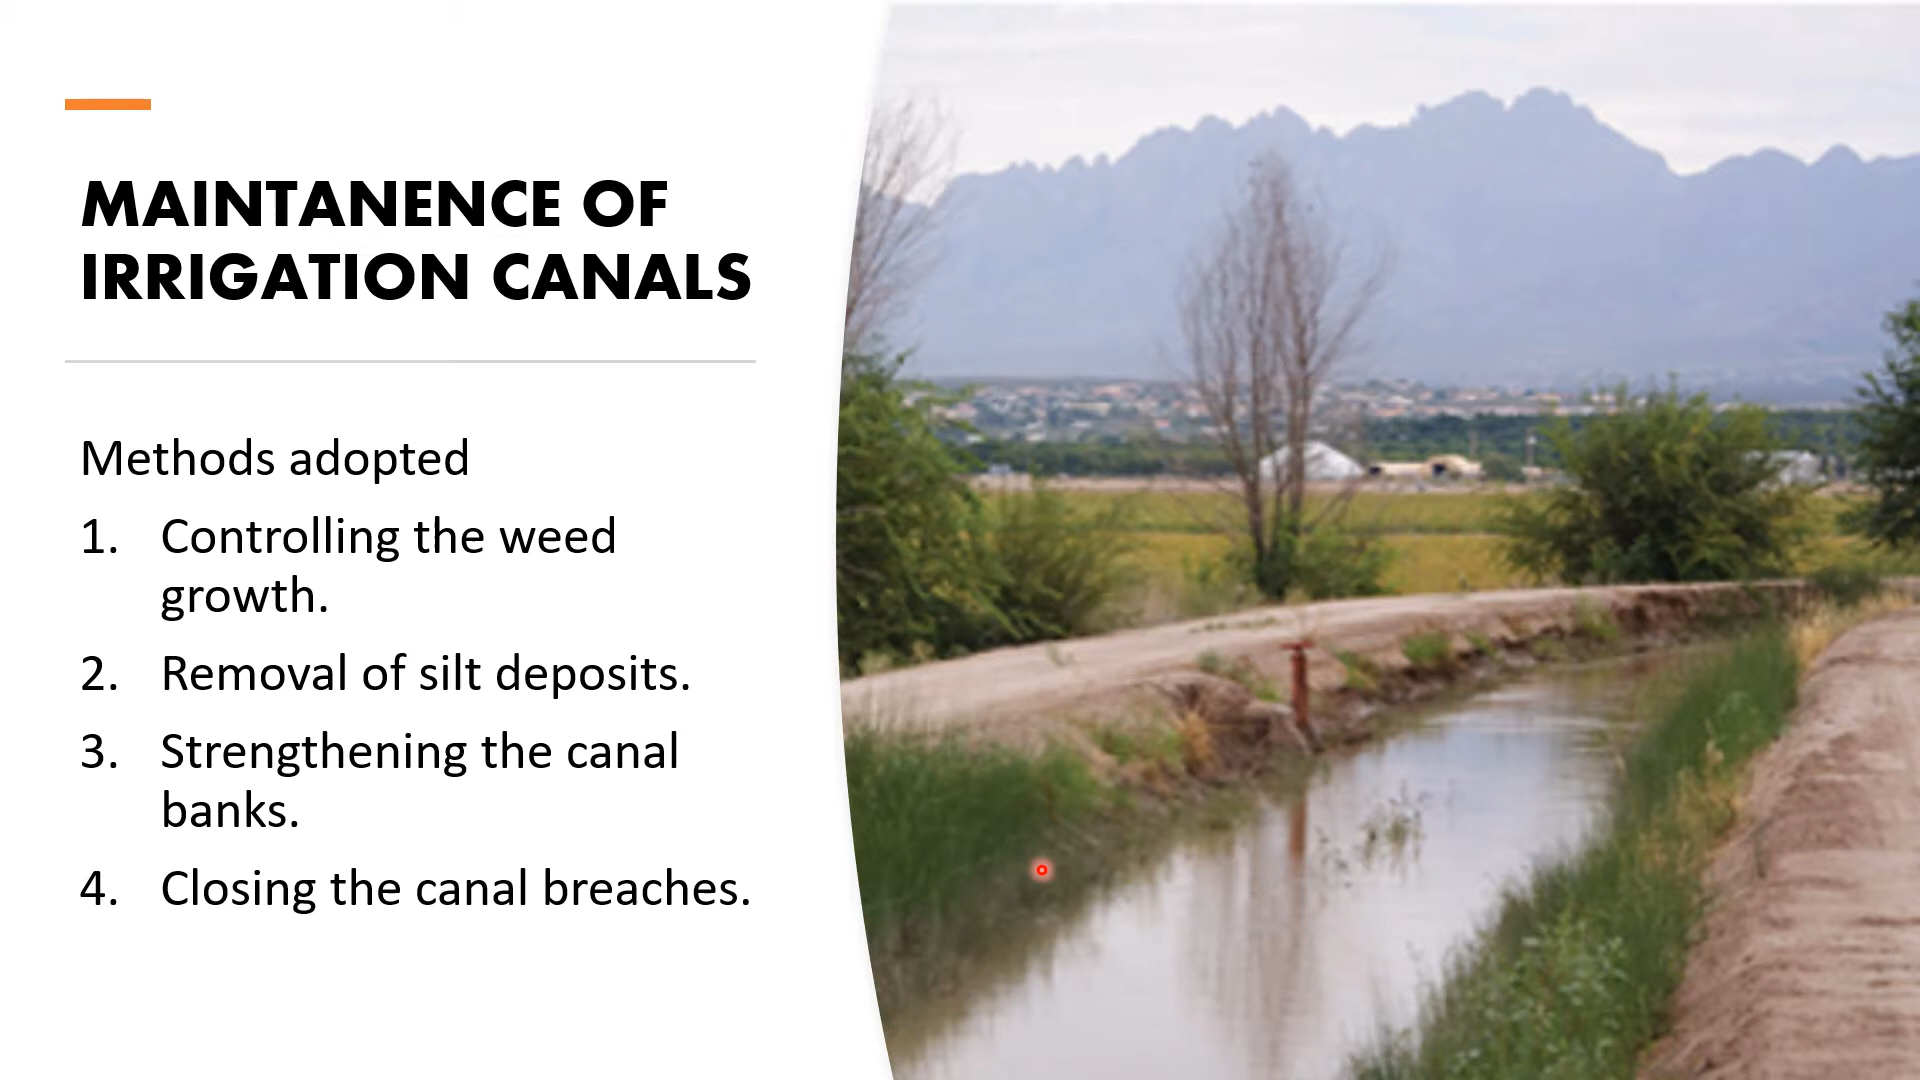 MAINTANENCE OF
IRRIGATION CANALS
Methods adopted
1. Controlling the weed
growth.
2. Removal of silt deposits.
3. Strengthening the canal
banks.
4. Closing the canal breaches.